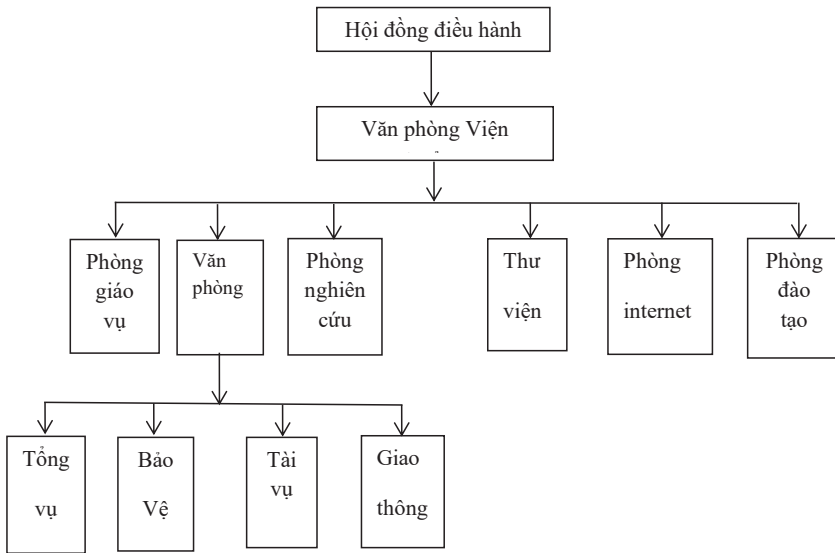 Hội đồng điều hành
Văn phòng Viện
Phòng
giáo
vụ
Văn
phòng
Phòng
nghiên
cứu
Thư
viện
Phòng
internet
Phòng
đào
tạo
Tổng
vụ
Bảo
Vệ
Tài
vụ
Giao
thông